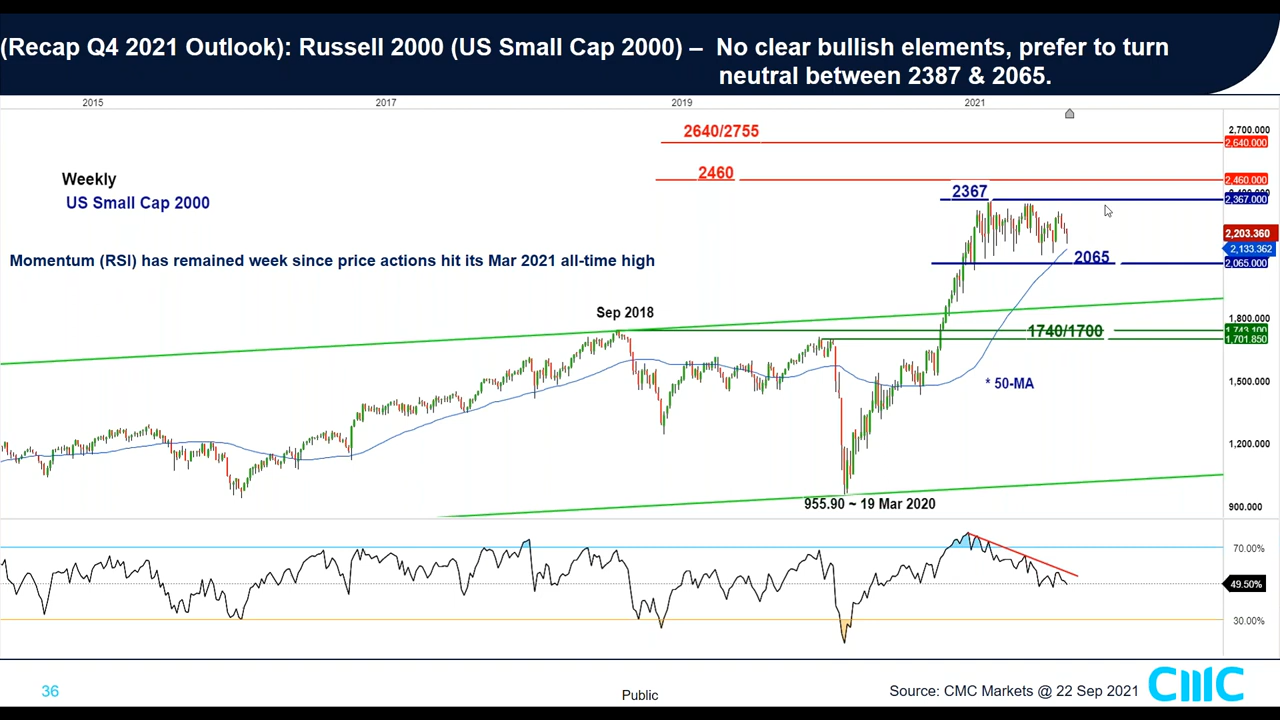 (Recap Q4 2021 Outlook): Russell 2000 (US Small Cap 2000) – No clear bullish elements, prefer to turn
neutral between 2387 & 2065.
2015 2017 2019 2021
2640/2755
2,700.000
2,640.000
Weekly
2460
2,460.000
US Small Cap 2000
2367
2,367.000
2,203.360
2,133.362
Momentum (RSI) has remained week since price actions hit its Mar 2021 all-time high
2065
2,065.000
Sep 2018
1,800.000
1740/1700
1,743.100
1,701.850
* 50-MA
1,500.000
1,200.000
955.90 ~ 19 Mar 2020
900.000
70.00%
49.50%
30.00%
36
Public
Source: CMC Markets @ 22 Sep 2021
CMC